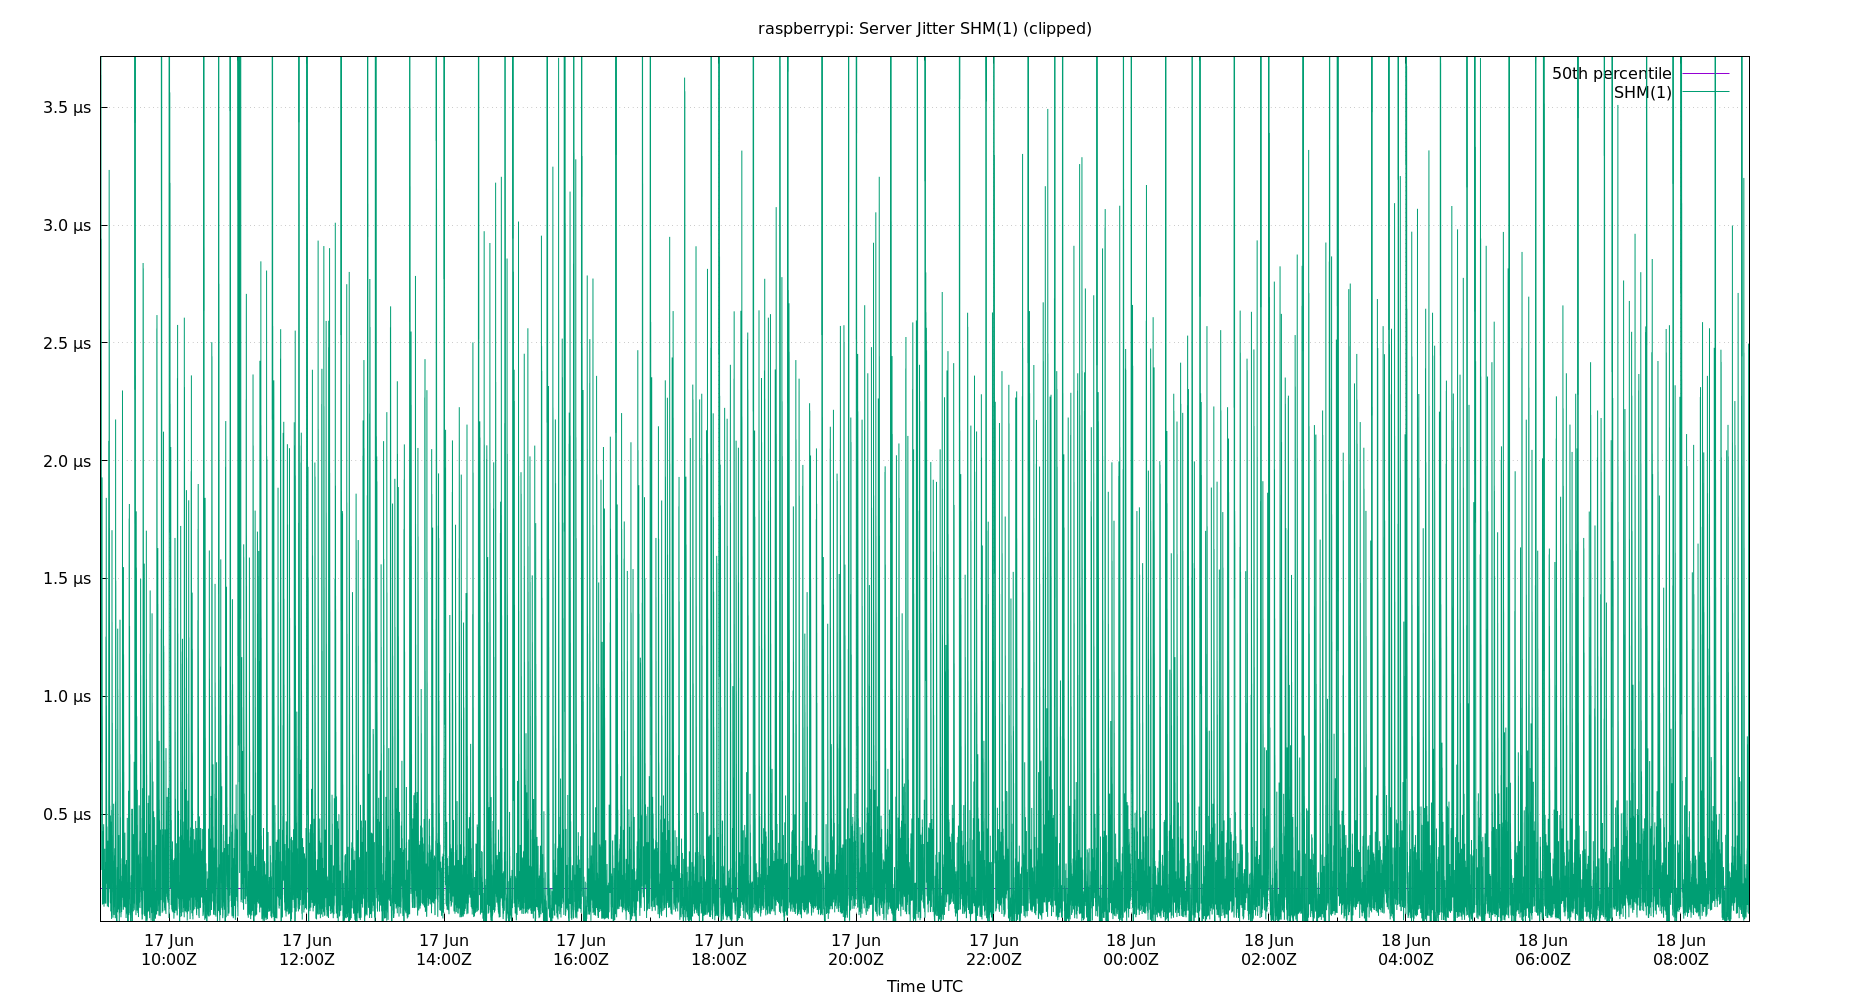 raspberrypi: Server Jitter SHM(1) (clipped)
50th percentile
SHM(1)
3.5 µs
3.0 µs
2.5 µs
2.0 µs
1.5 µs
1.0 µs
0.5 µs
17 Jun 17 Jun 17 Jun 17 Jun 17 Jun 17 Jun 17 Jun 18 Jun 18 Jun 18 Jun 18 Jun 18 Jun
10:00Z 12:00Z 14:00Z 16:00Z 18:00Z 20:00Z 22:00Z 00:00Z 02:00Z 04:00Z 06:00Z 08:00Z
Time UTC